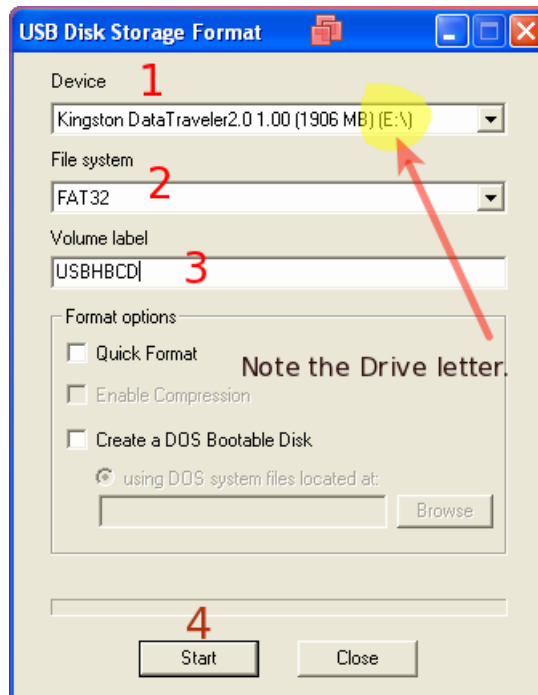 USB Disk Storage Format
Device 1
Kingston DataTraveler2.0 1.00 (1906 MB) (E:\)
File system
2
FAT32
Volume label
USBHBCD 3
Format options
Quick Format
Note the Drive letter.
Enable Compression
Create a DOS Bootable Disk
using DOS system files located at:
Browse
4
Start Close